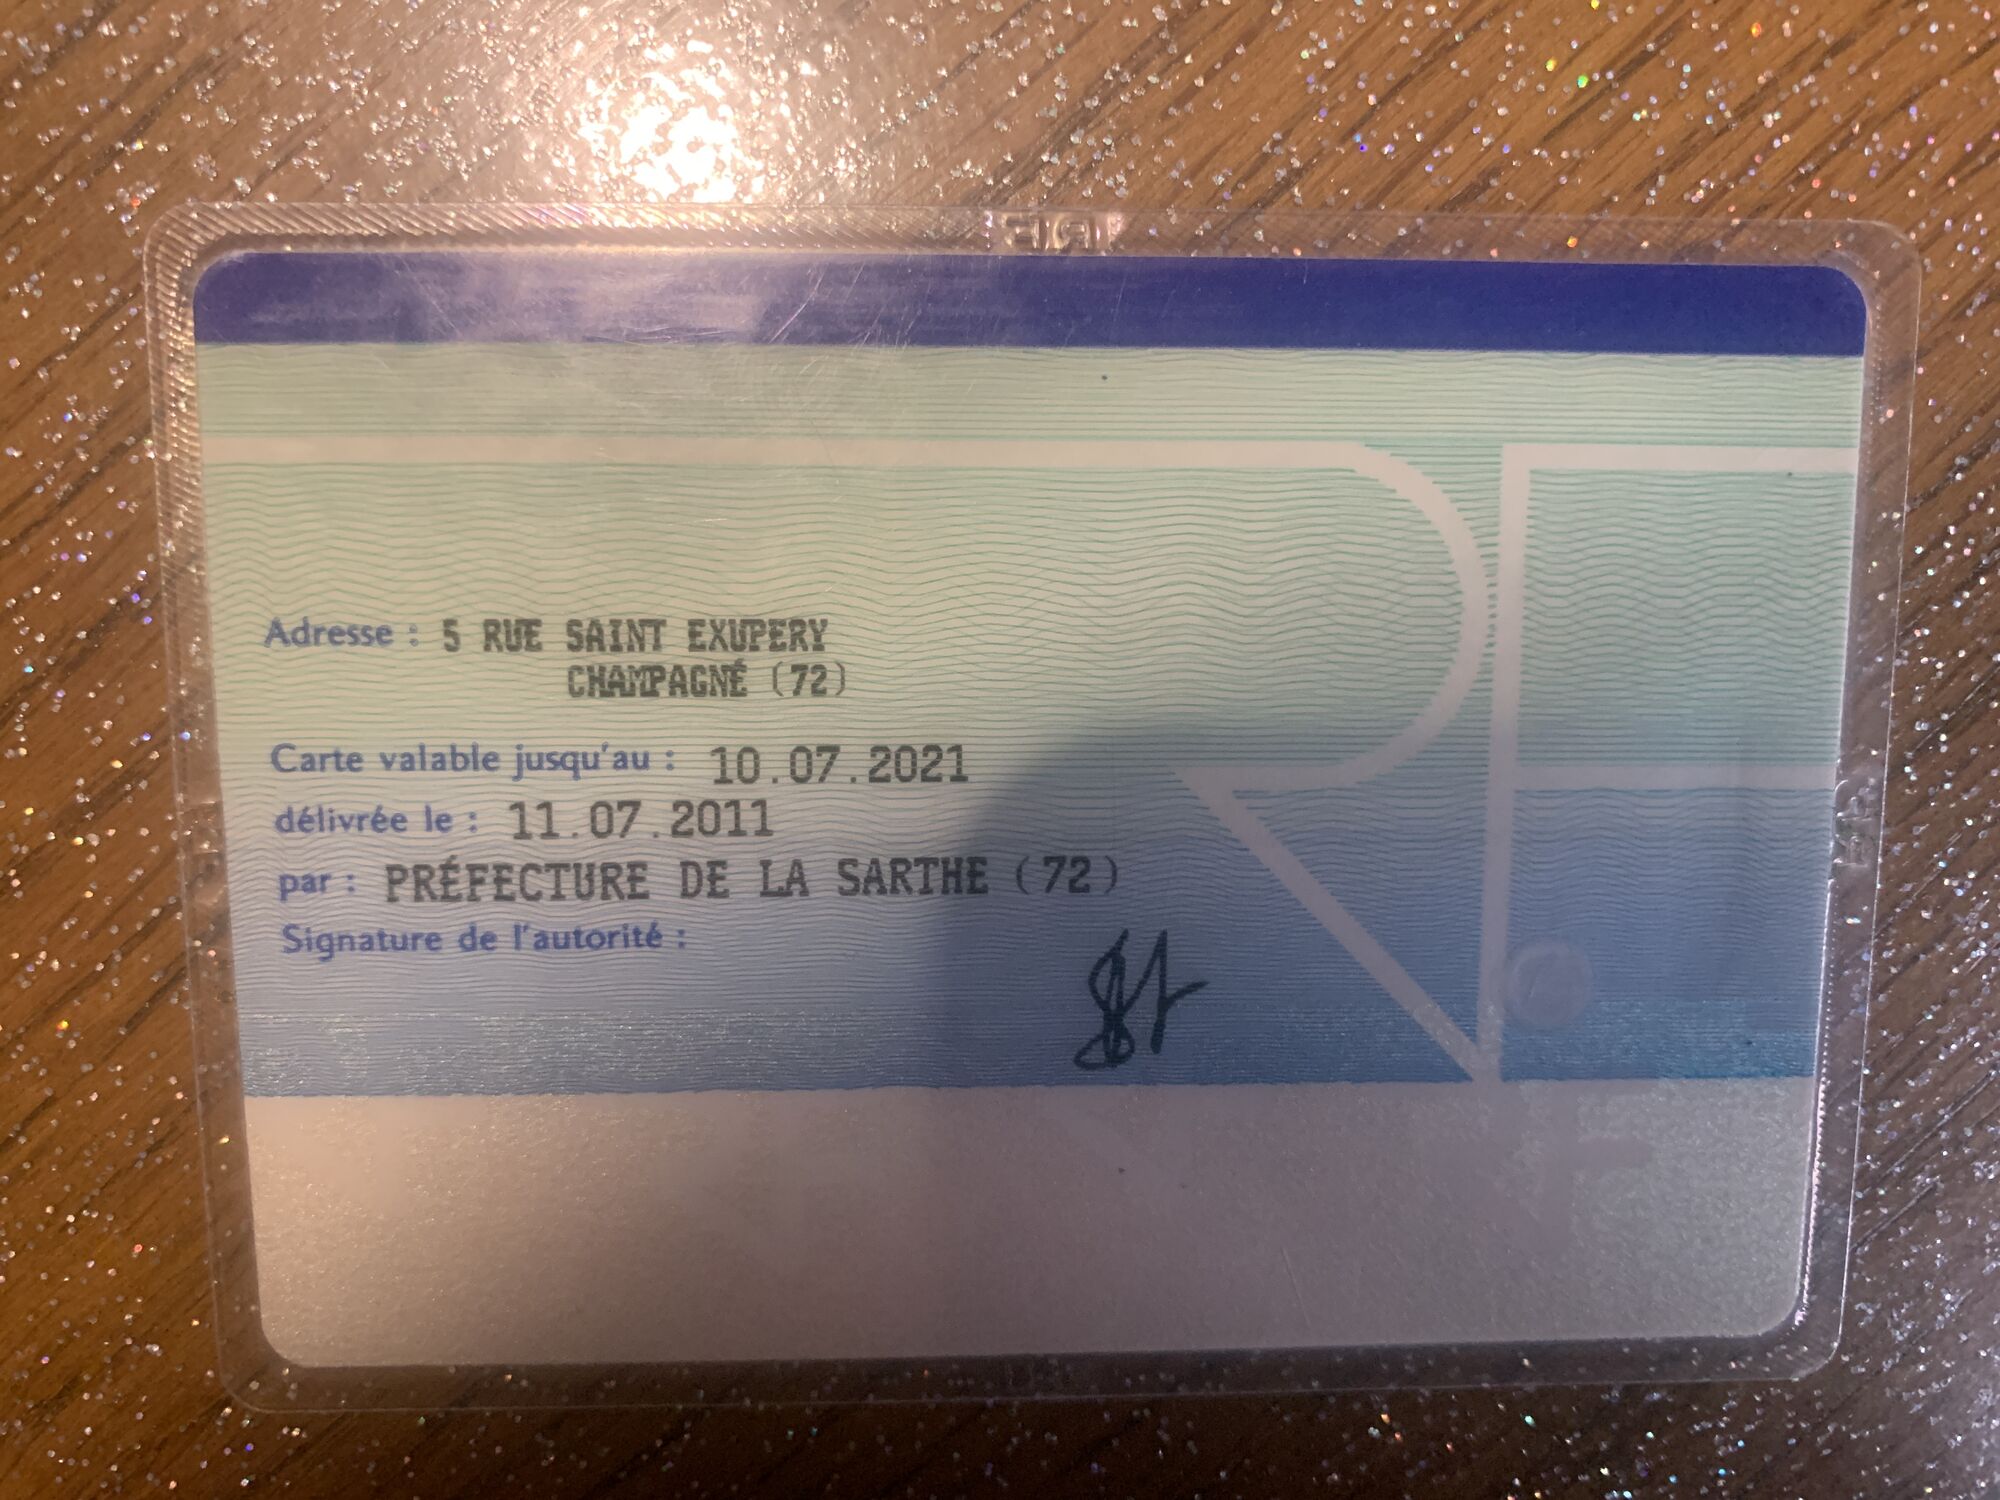 Adresse : 5 RUE SAINT EXUPERY
CHAMPAGNÉ (72)
Carte valable jusqu'au : 10.07.2021
délivrée le : 11.07.2011
par : PRÉFECTURE DE LA SARTHE (72)
Signature de l'autorité :
RF